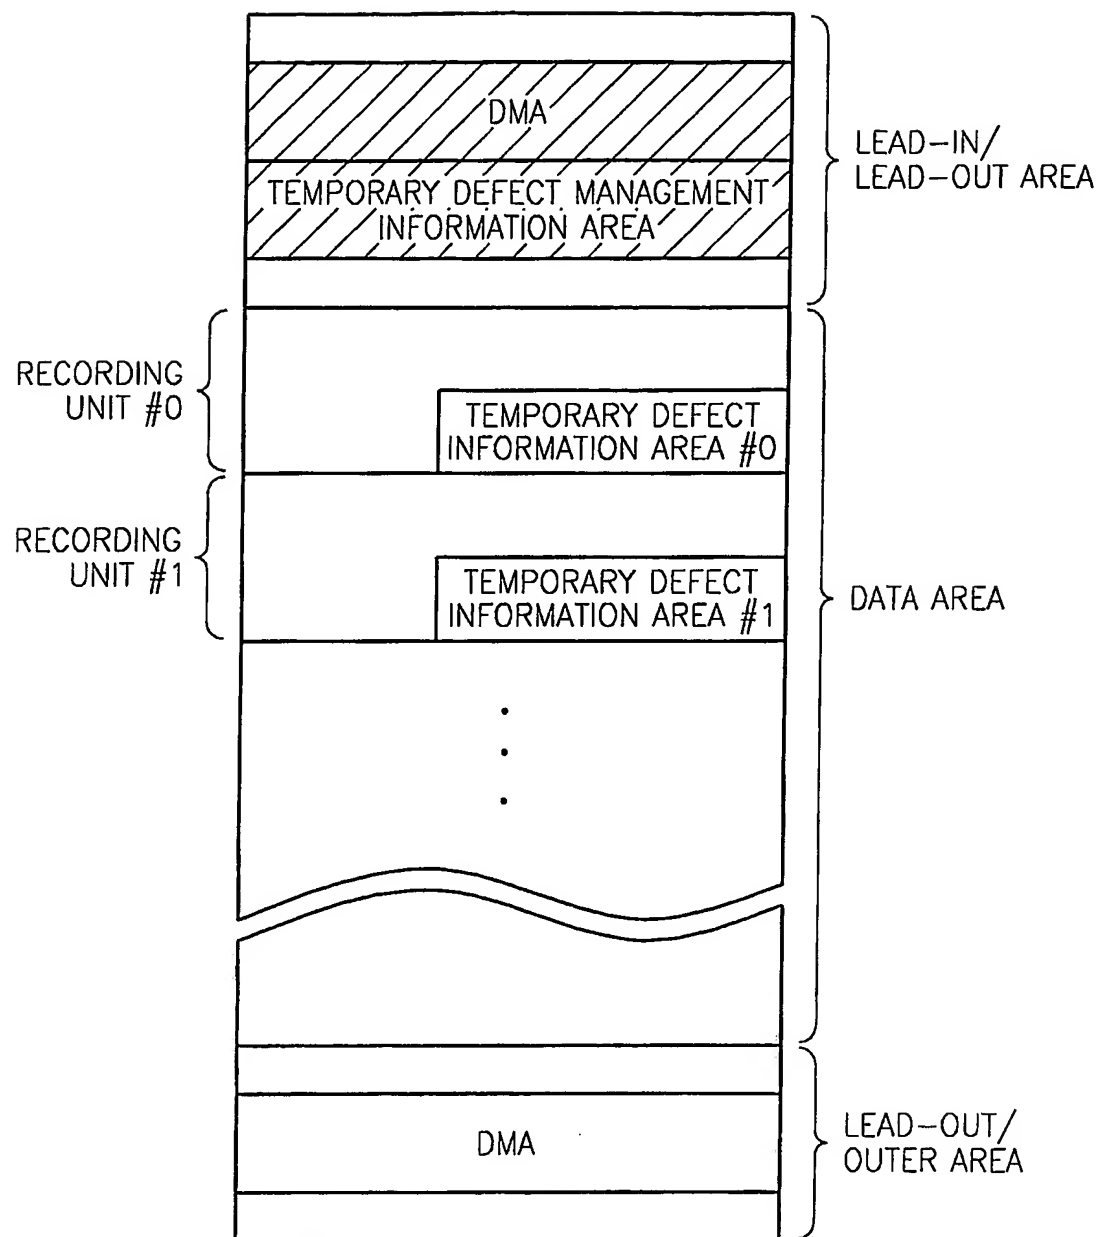 DMA
TEMPORARY DEFECT MANAGEMENT
INFORMATION AREA
LEAD-IN/
LEAD-OUT AREA
RECORDING
UNIT #0
TEMPORARY DEFECT
INFORMATION AREA #0
RECORDING
UNIT #1
TEMPORARY DEFECT
INFORMATION AREA #1
DATA AREA
DMA
LEAD-OUT/
OUTER AREA